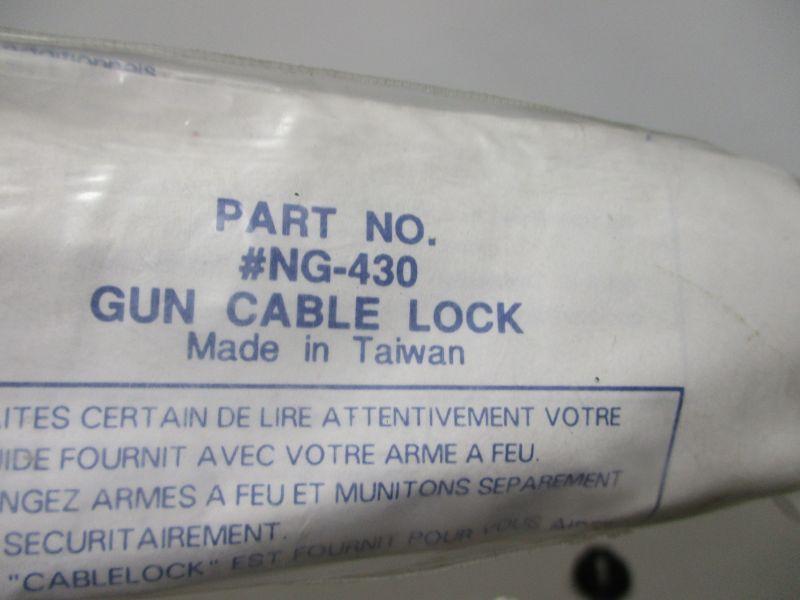 PART NO.
#NG-430
GUN CABLE LOCK
Made in Taiwan
AITES CERTAIN DE LIRE ATTENTIVEMENT VOTRE
UIDE FOURNIT AVEC VOTRE ARME A FEU.
NGEZ ARMES A FEU ET MUNITONS SEPAREMENT
SECURITAIREMENT.
"CABLELOCK" EST FOURNIT POUR VOUS